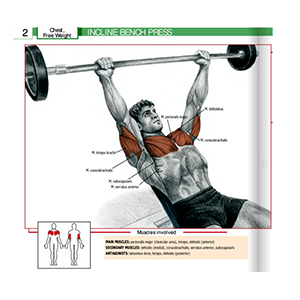 2
Chest,
Free Weight
INCLINE BENCH PRESS
M. deltoideus
M. pectoralis major
M. coracobrachialis
M. triceps brachii
M. coracobrachialis
M. subscapularis
M. serratus anterior
Muscles involved
MAIN MUSCLES: pectoralis major (clavicular area), triceps, deltoids (anterior)
SECONDARY MUSCLES: deltoids (medial), coracobrachialis, serratus anterior, subscapularis
ANTAGONISTS: latissimus dorsi, biceps, deltoids (posterior)